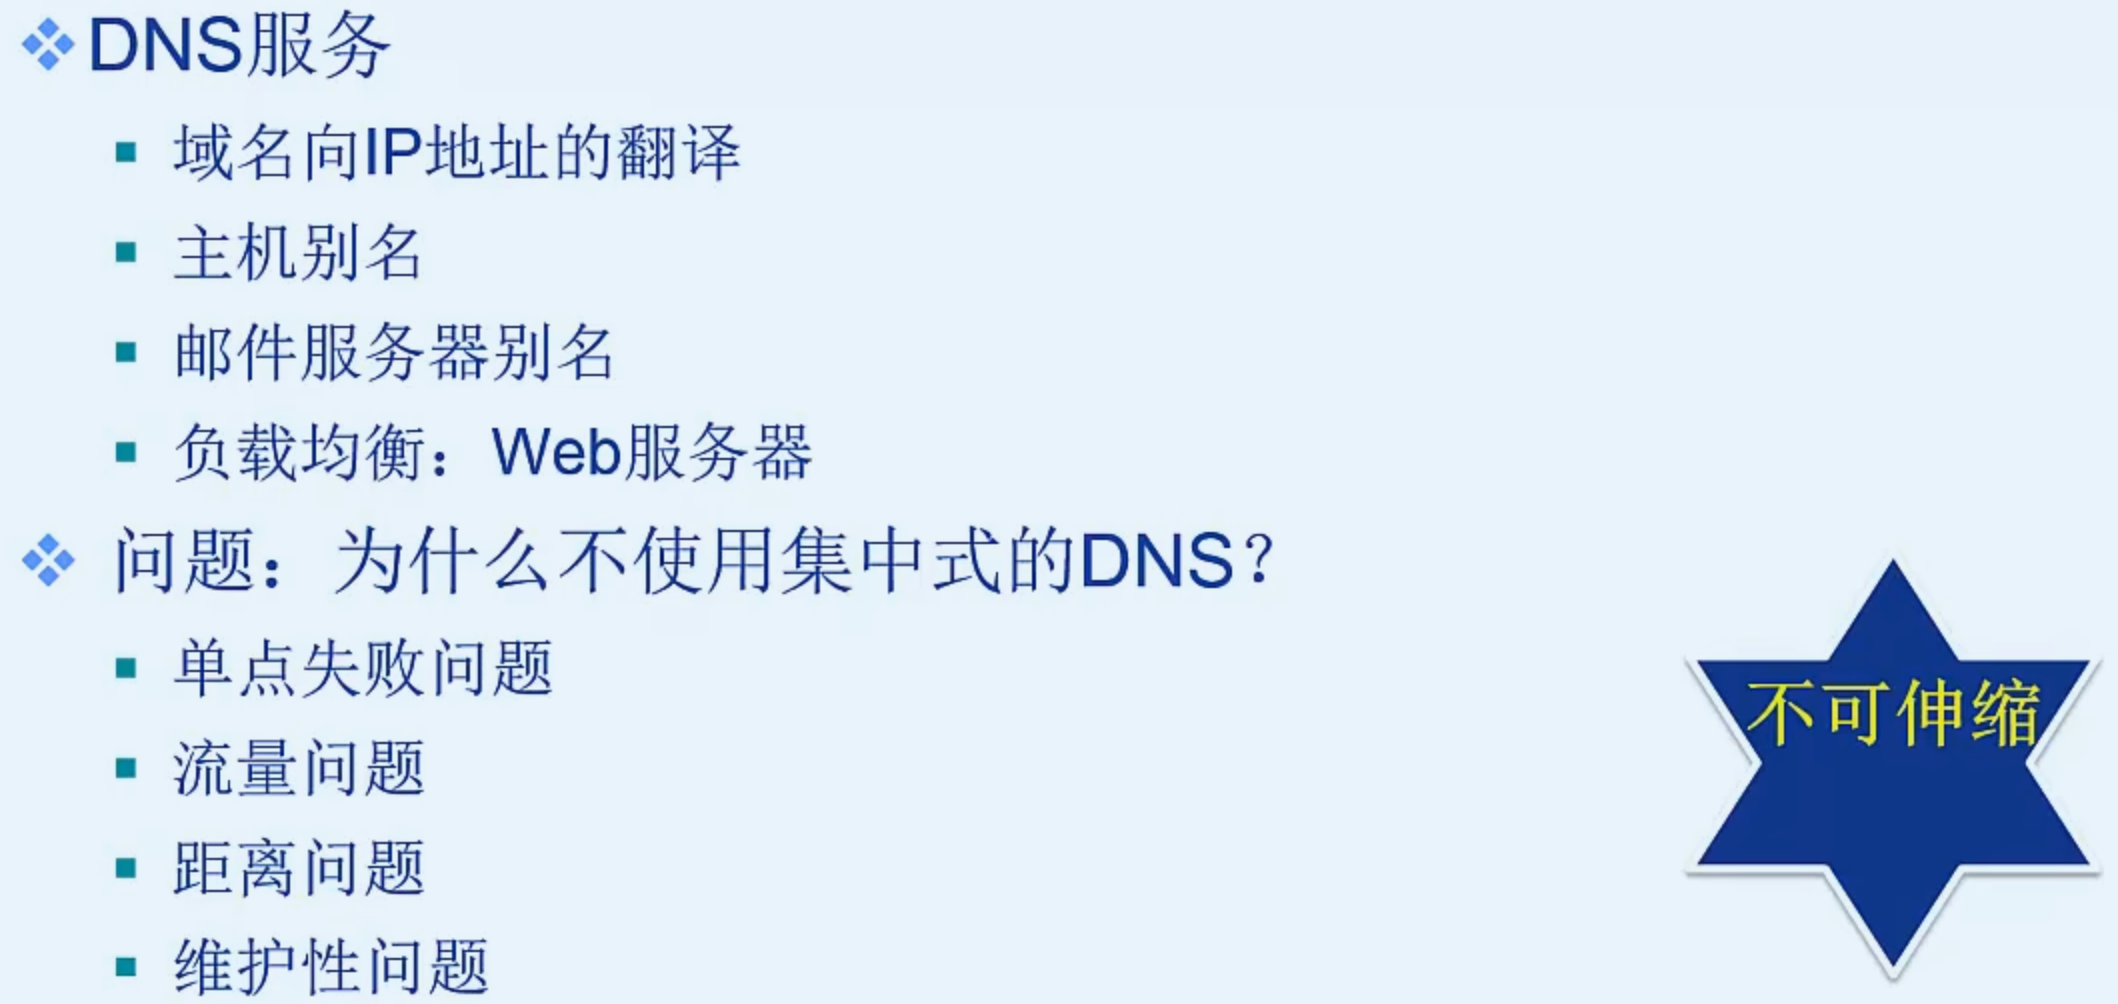 DNS服务
域名向IP地址的翻译
主机别名
邮件服务器别名
负载均衡：Web服务器
问题：为什么不使用集中式的DNS？
单点失败问题
不可伸缩
流量问题
距离问题
维护性问题